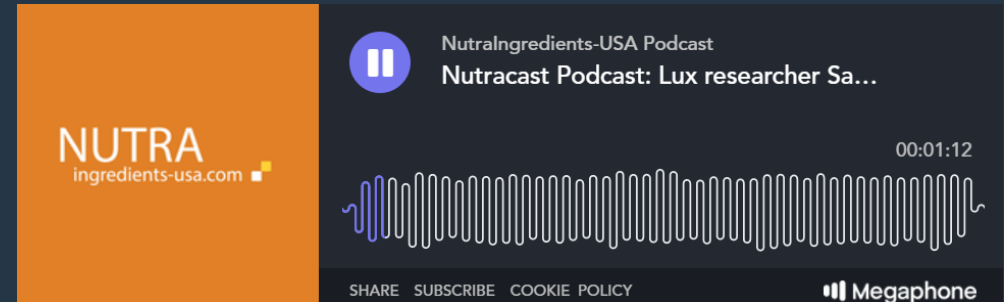 NUTRA
ingredients-usa.com
NutraIngredients-USA Podcast
Nutracast Podcast: Lux researcher Sa...
00:01:12
SHARE SUBSCRIBE COOKIE POLICY
Megaphone